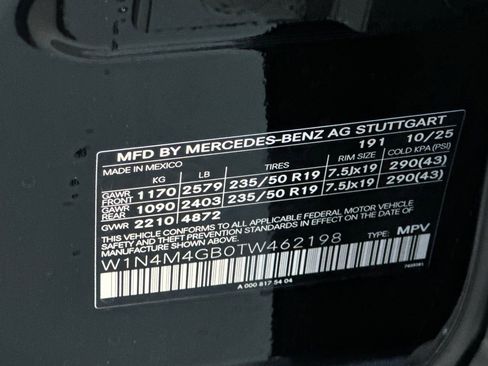 MFD BY MERCEDES-BENZ AG STUTTGART
MADE IN MEXICO 191 10/25
KG LB TIRES RIM SIZE COLD KPA (PSI)
GAWR FRONT 1170 2579 235/50 R19 7.5Jx19 290(43)
GAWR REAR 1090 2403 235/50 R19 7.5Jx19 290(43)
GVWR 2210 4872
THIS VEHICLE CONFORMS TO ALL APPLICABLE FEDERAL MOTOR VEHICLE
SAFETY AND THEFT PREVENTION STANDARDS IN EFFECT ON THE DATE OF
MANUFACTURE SHOWN ABOVE.
W1N4M4GB0TW462198 TYPE: MPV
A 000 817 54 04